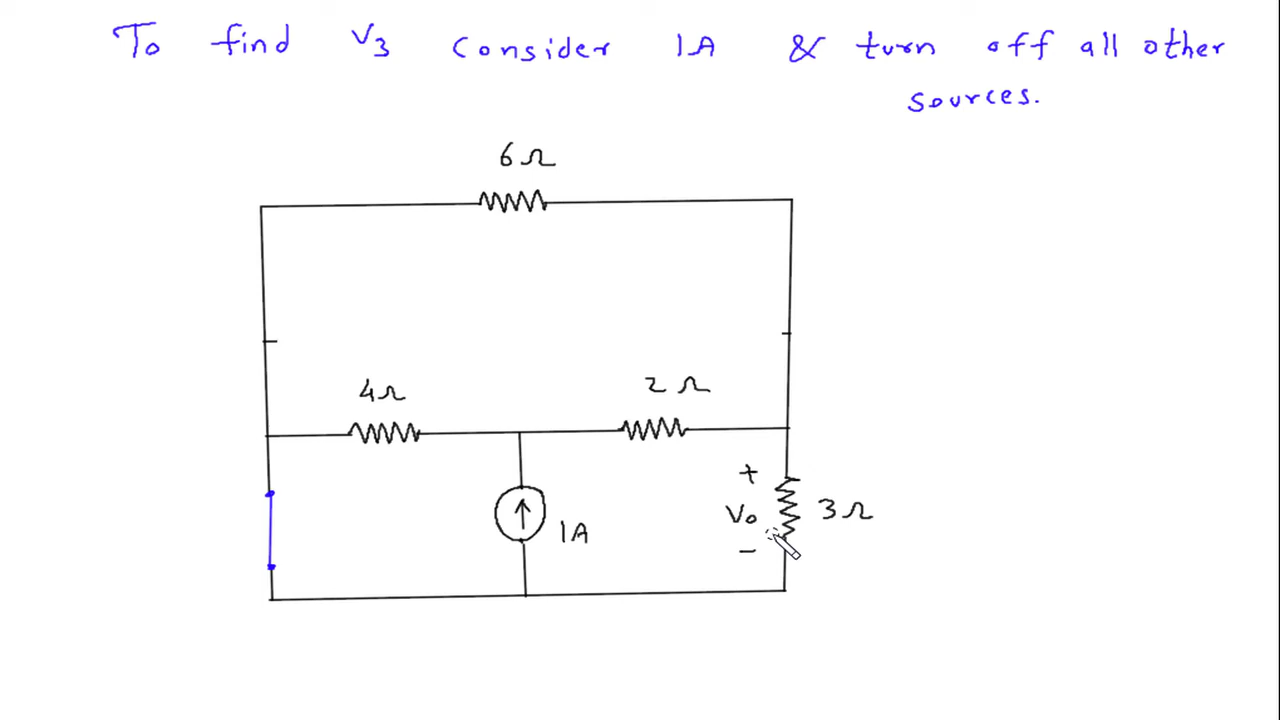 To find V3 Consider 1A & turn off all other
sources.
6Ω
4Ω
2Ω
+
Vo
-
3Ω
1A